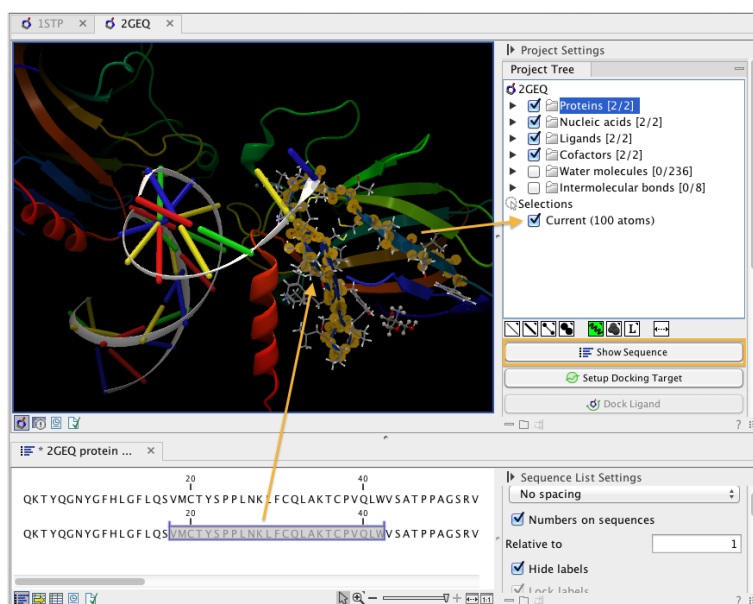 1STP × 2GEQ ×
Project Settings
Project Tree
2GEQ
Proteins [2/2]
Nucleic acids [2/2]
Ligands [2/2]
Cofactors [2/2]
Water molecules [0/236]
Intermolecular bonds [0/8]
Selections
Current (100 atoms)
L
Show Sequence
Setup Docking Target
Dock Ligand
?
* 2GEQ protein ... ×
20 40
QKTYQGNYGFHLGFLQSVMCTYSPPLNKLFCQLAKTCPVQLWVSATPPAGSRV
20 40
QKTYQGNYGFHLGFLQSVMCTYSPPLNKLFCQLAKTCPVQLWVSATPPAGSRV
Sequence List Settings
No spacing
Numbers on sequences
Relative to 1
Hide labels
Lock labels
1:1
?